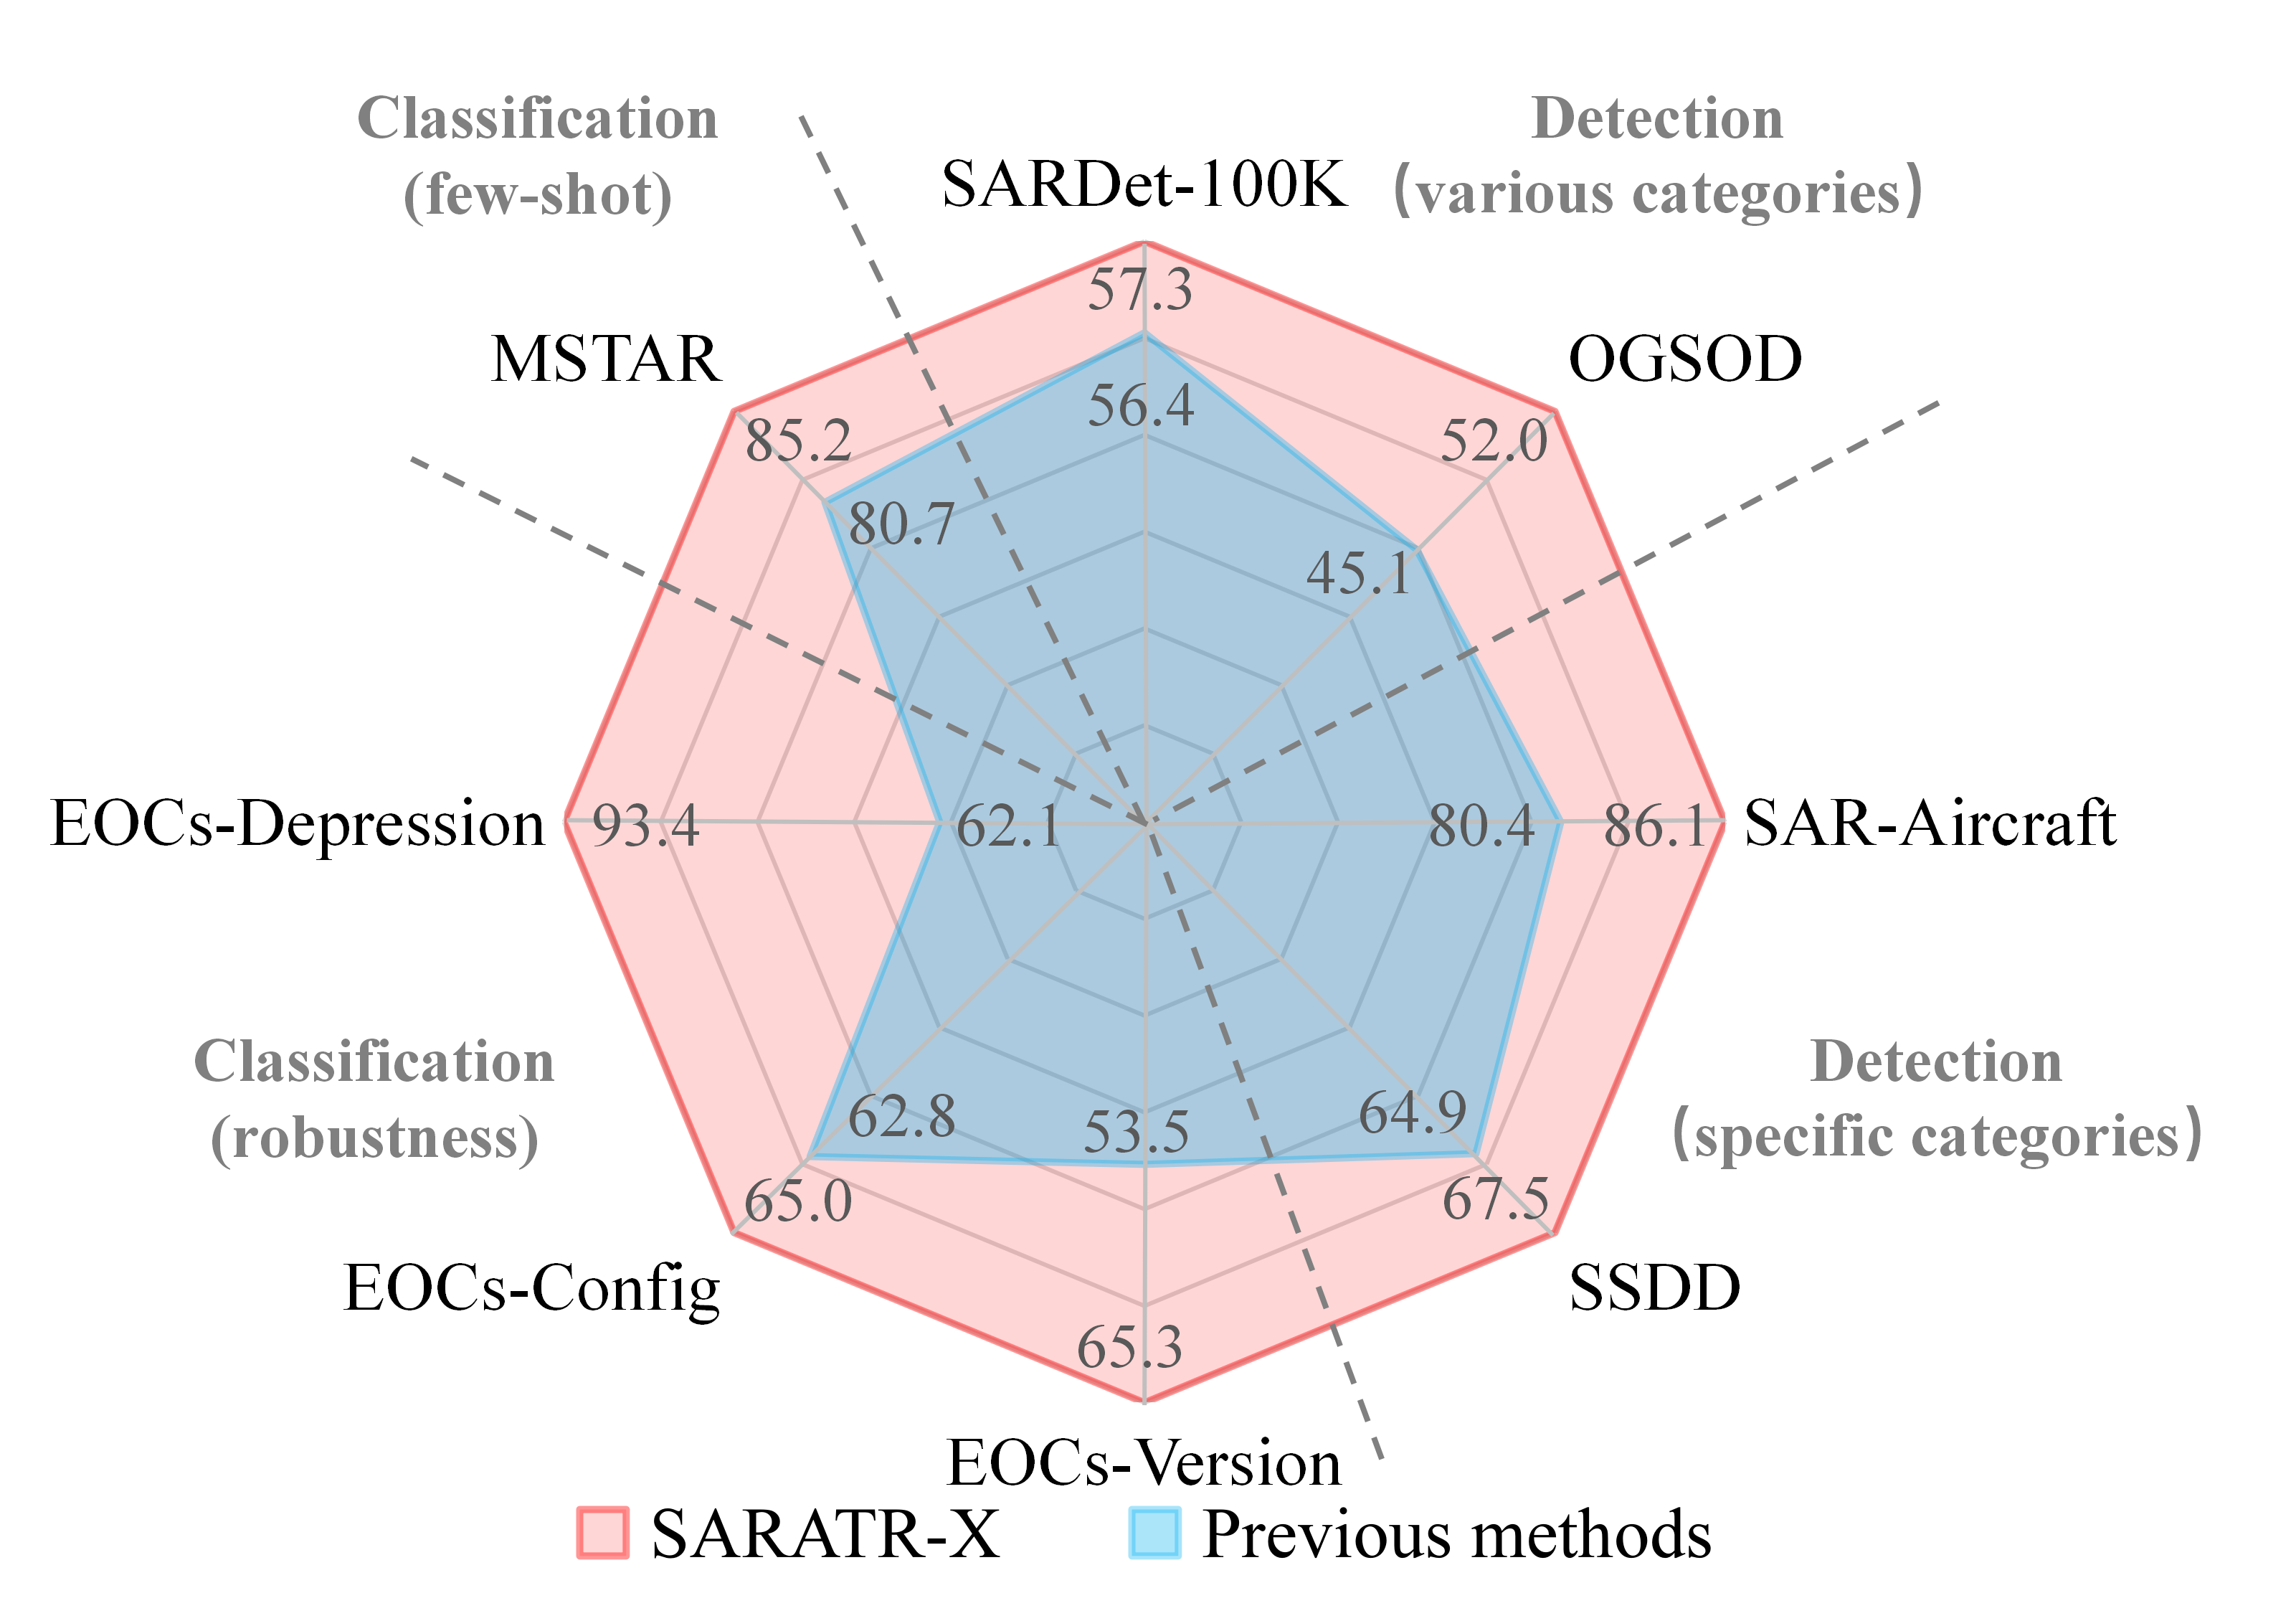 Classification
(few-shot)
Detection
(various categories)
SARDet-100K
57.3
56.4
MSTAR
85.2
80.7
OGSOD
52.0
45.1
EOCs-Depression
93.4
62.1
80.4
86.1
SAR-Aircraft
Classification
(robustness)
Detection
(specific categories)
62.8
65.0
EOCs-Config
53.5
65.3
EOCs-Version
64.9
67.5
SSDD
SARATR-X
Previous methods